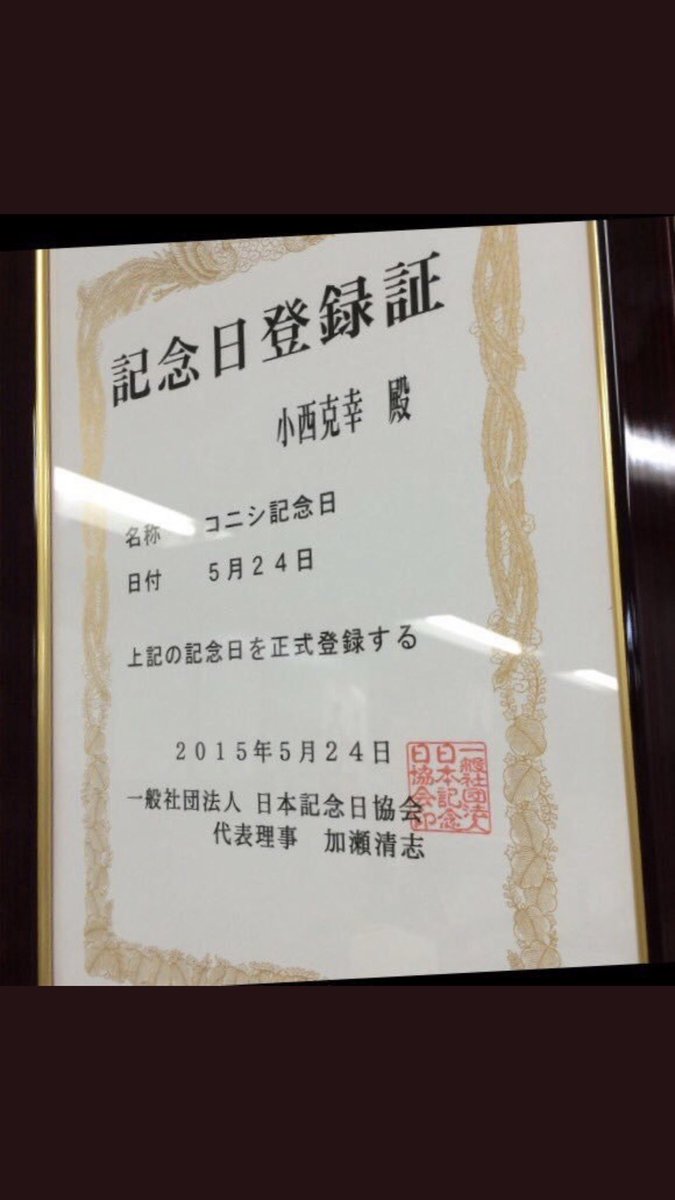 記念日登録証
小西克幸 殿
名称 コニシ記念日
日付 5月24日
上記の記念日を正式登録する
2015年5月24日
一般社団法人 日本記念日協会
代表理事 加瀬清志
一般社団法人
日本記念
日協会印